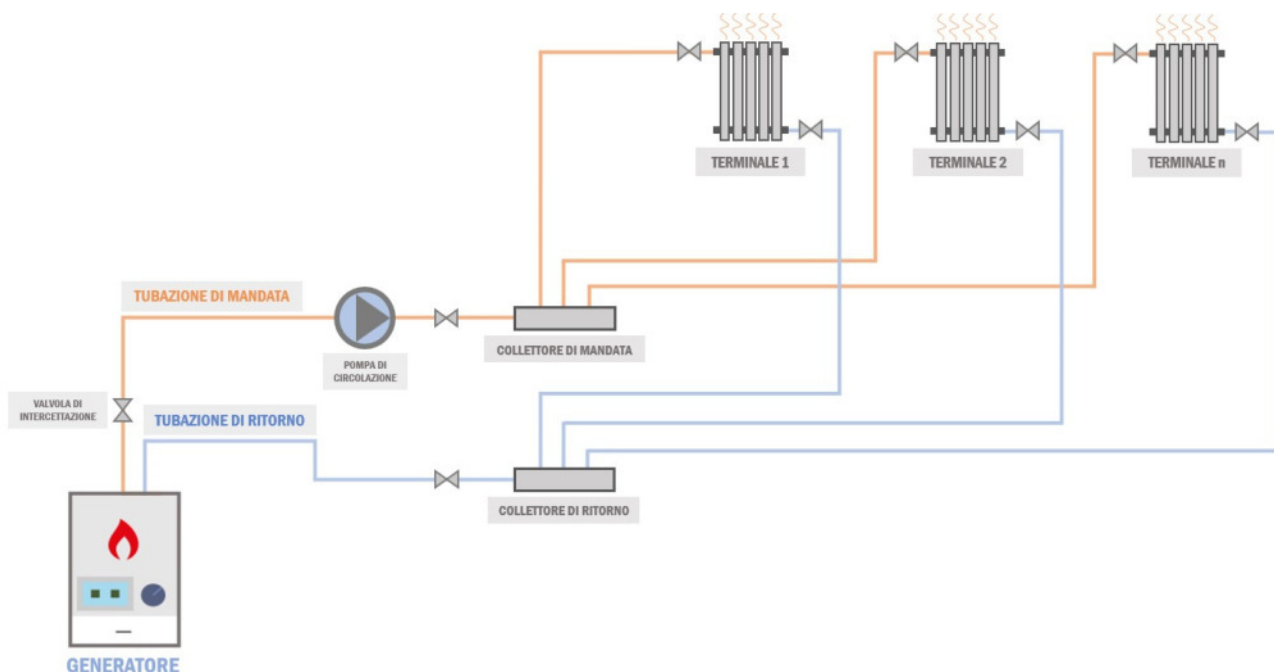 TERMINALE 1
TERMINALE 2
TERMINALE n
TUBAZIONE DI MANDATA
COLLETTORE DI MANDATA
POMPA DI
CIRCOLAZIONE
VALVOLA DI
INTERCETTAZIONE
TUBAZIONE DI RITORNO
COLLETTORE DI RITORNO
GENERATORE